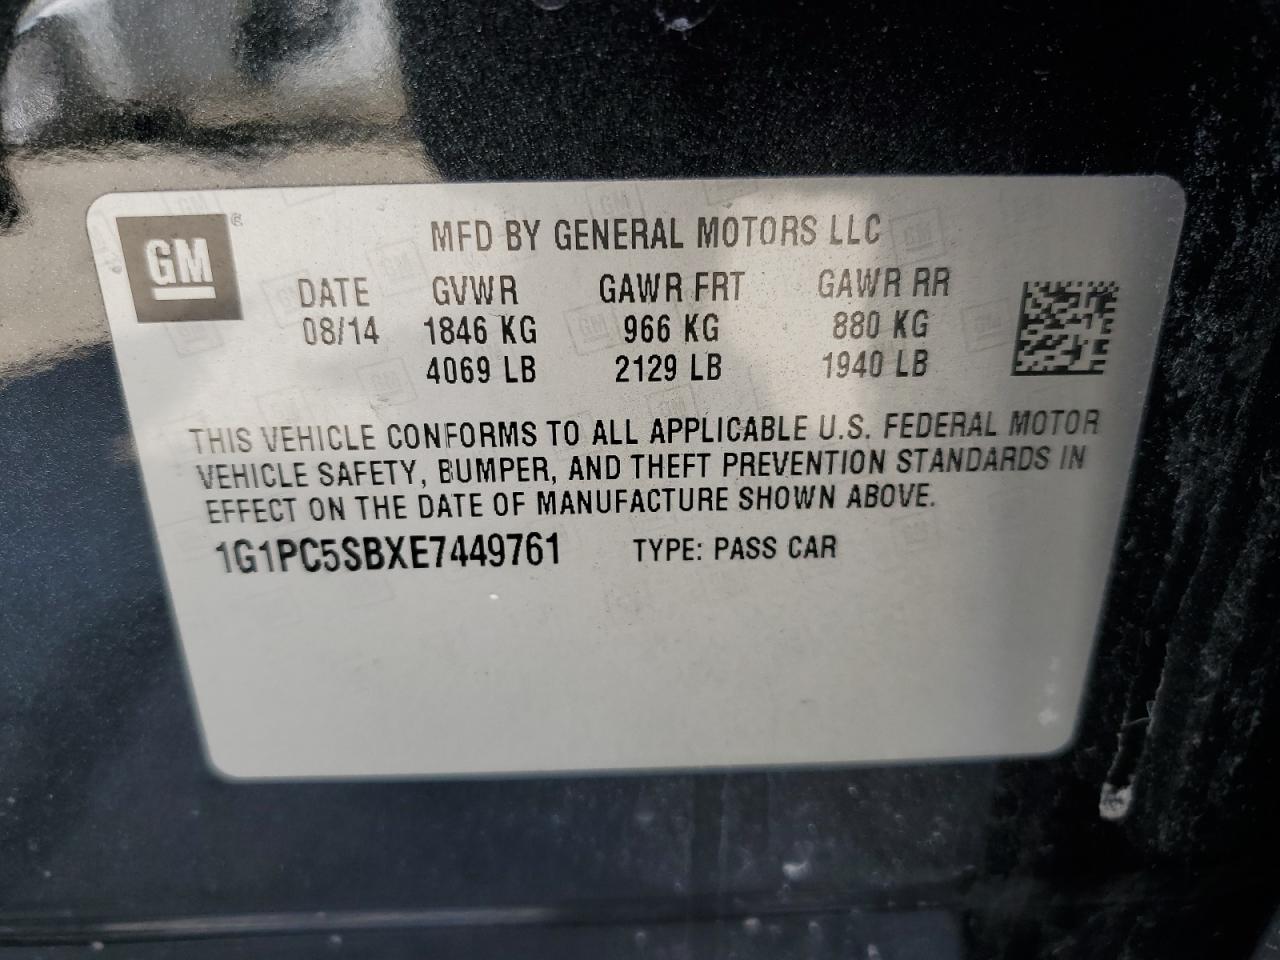 GM®
MFD BY GENERAL MOTORS LLC
DATE GVWR GAWR FRT GAWR RR
08/14 1846 KG 966 KG 880 KG
4069 LB 2129 LB 1940 LB
THIS VEHICLE CONFORMS TO ALL APPLICABLE U.S. FEDERAL MOTOR
VEHICLE SAFETY, BUMPER, AND THEFT PREVENTION STANDARDS IN
EFFECT ON THE DATE OF MANUFACTURE SHOWN ABOVE.
1G1PC5SBXE7449761 TYPE: PASS CAR